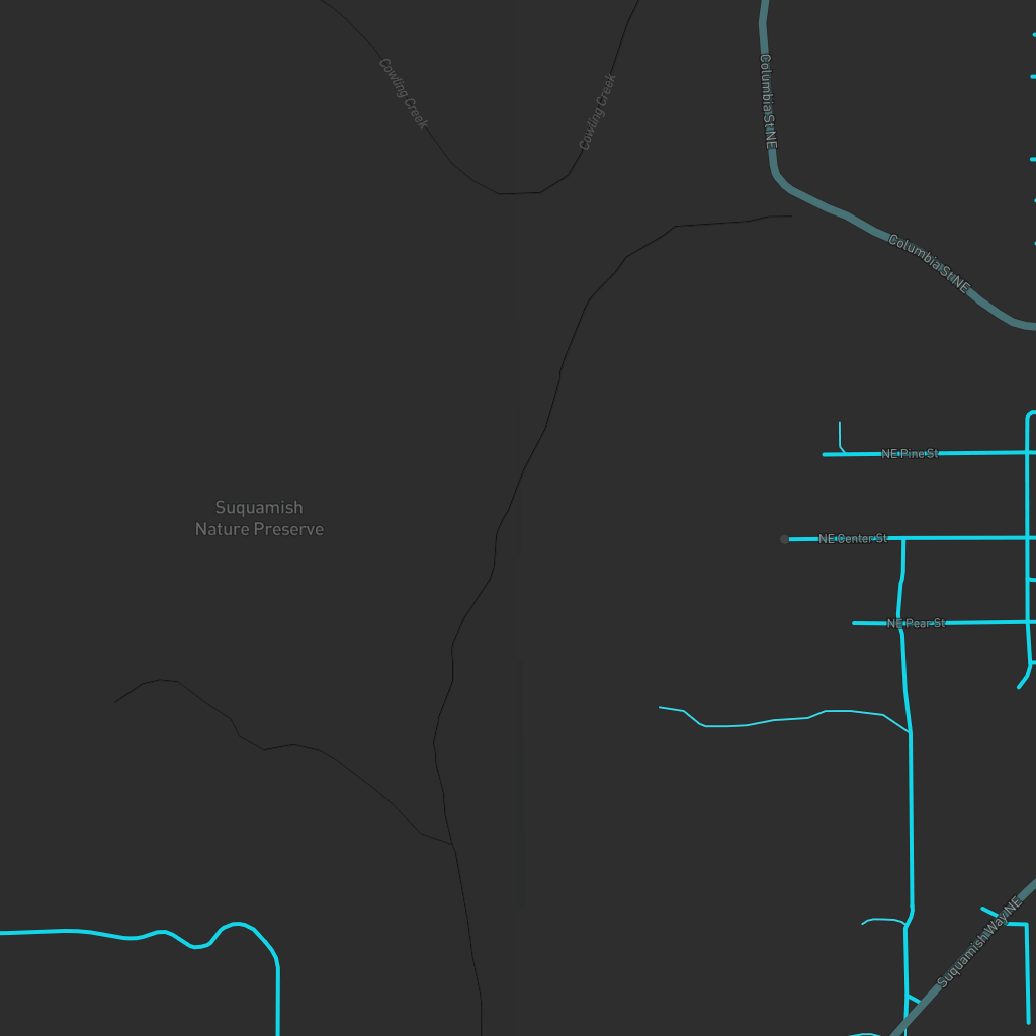 Cowling Creek
Cowling Creek
Columbia St NE
Columbia St NE
NE Pine St
Suquamish
Nature Preserve
NE Center St
NE Pear St
Suquamish Way NE